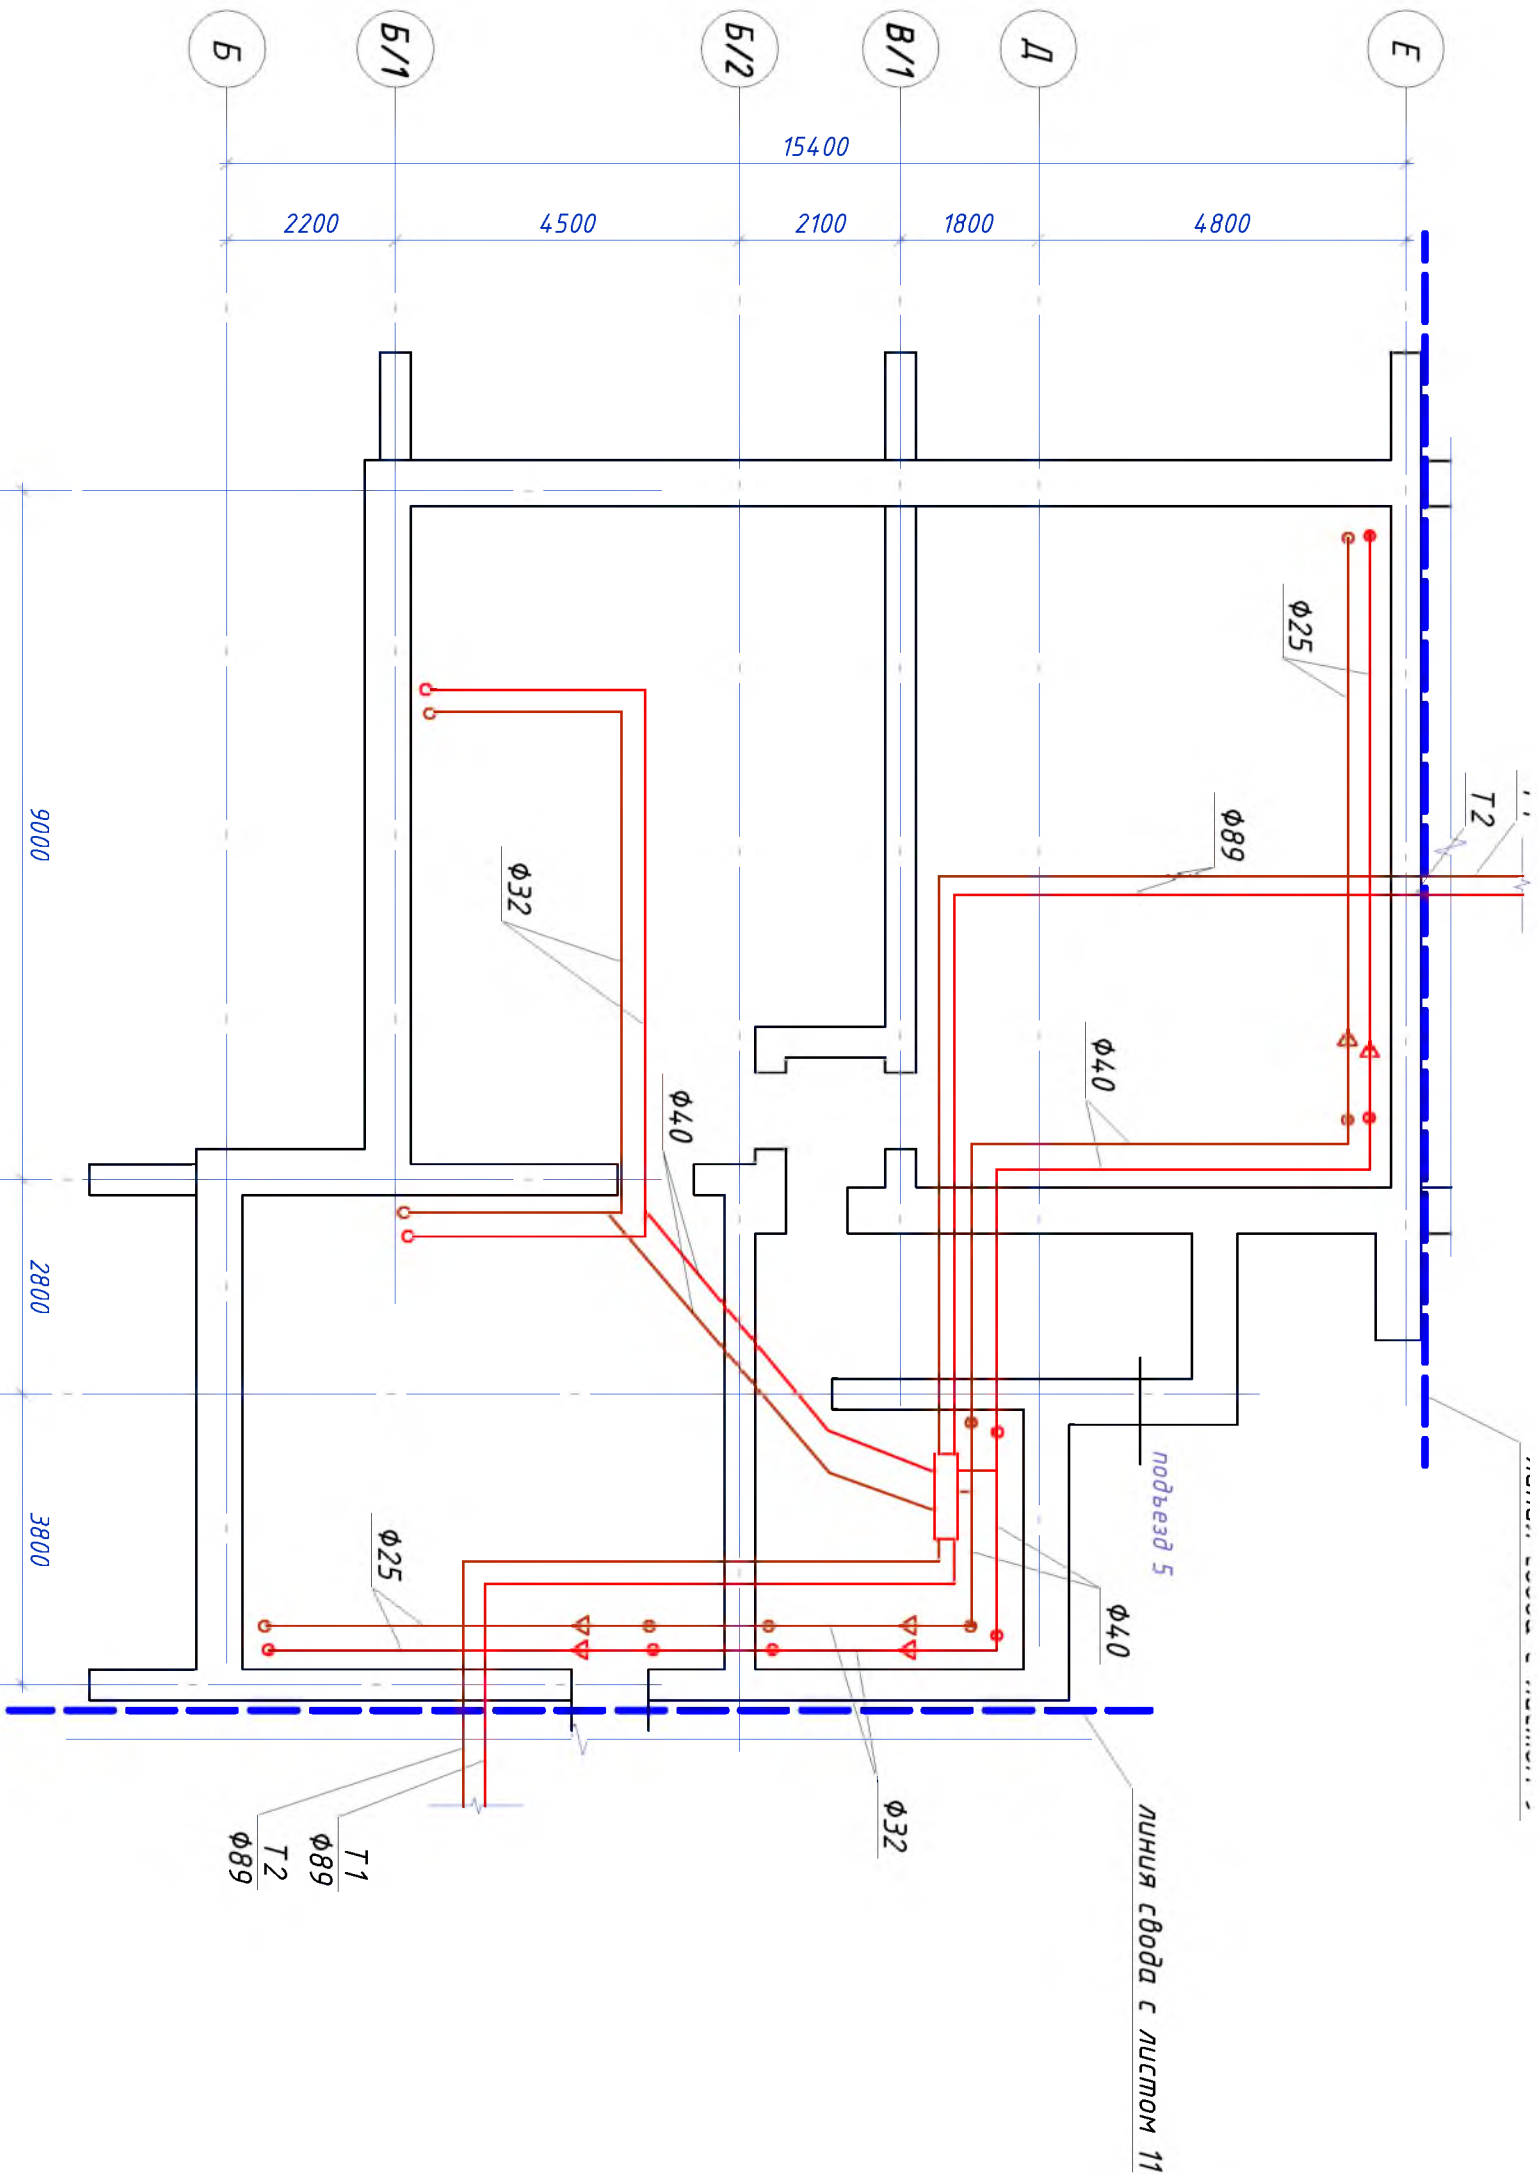 Б
Б/1
Б/2
В/1
Д
Е
15400
2200
4500
2100
1800
4800
ф25
Т2
ф89
9000
ф32
ф40
ф40
2800
подъезд 5
3800
ф25
ф40
ф32
Т1
ф89
Т2
ф89
линия свода с листом 11